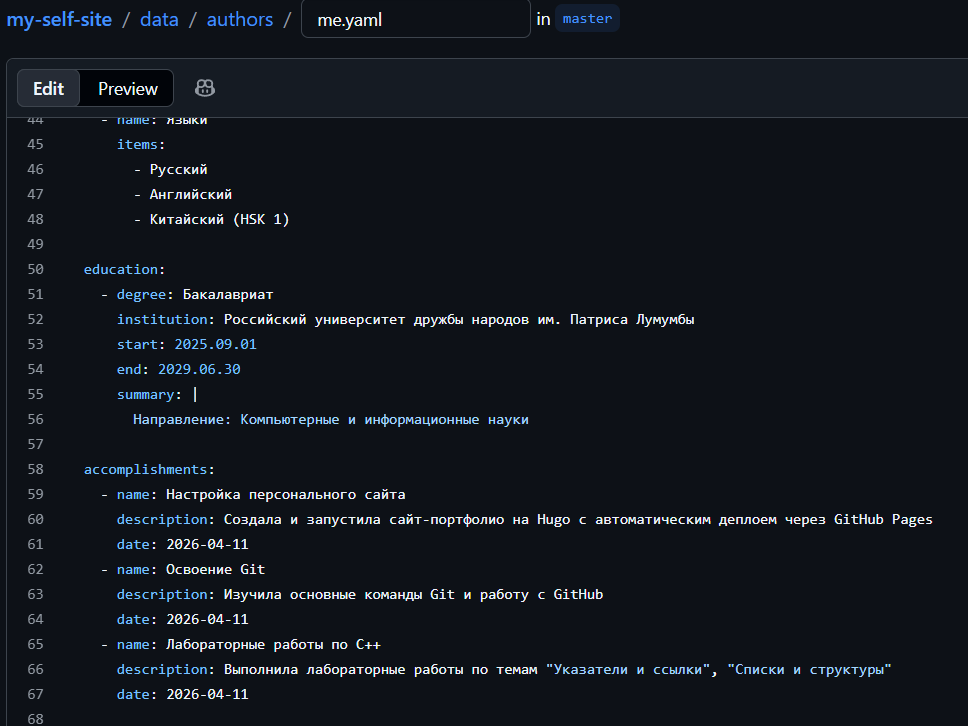 my-self-site / data / authors / me.yaml in master
Edit Preview
44 - name: Языки
45 items:
46 - Русский
47 - Английский
48 - Китайский (HSK 1)
49
50 education:
51 - degree: Бакалавриат
52 institution: Российский университет дружбы народов им. Патриса Лумумбы
53 start: 2025.09.01
54 end: 2029.06.30
55 summary: |
56 Направление: Компьютерные и информационные науки
57
58 accomplishments:
59 - name: Настройка персонального сайта
60 description: Создала и запустила сайт-портфолио на Hugo с автоматическим деплоем через GitHub Pages
61 date: 2026-04-11
62 - name: Освоение Git
63 description: Изучила основные команды Git и работу с GitHub
64 date: 2026-04-11
65 - name: Лабораторные работы по C++
66 description: Выполнила лабораторные работы по темам "Указатели и ссылки", "Списки и структуры"
67 date: 2026-04-11
68